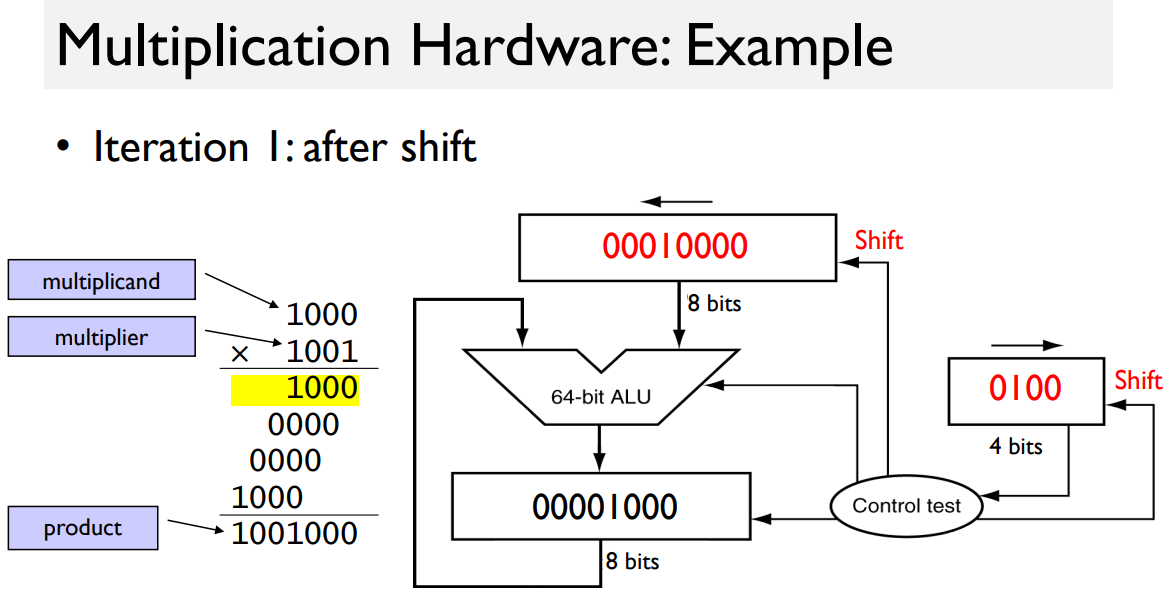 Multiplication Hardware: Example
• Iteration 1: after shift
00010000
Shift
multiplicand
8 bits
1000
multiplier
× 1001
1000
0000
0000
1000
product
1001000
64-bit ALU
0100
Shift
4 bits
00001000
Control test
8 bits